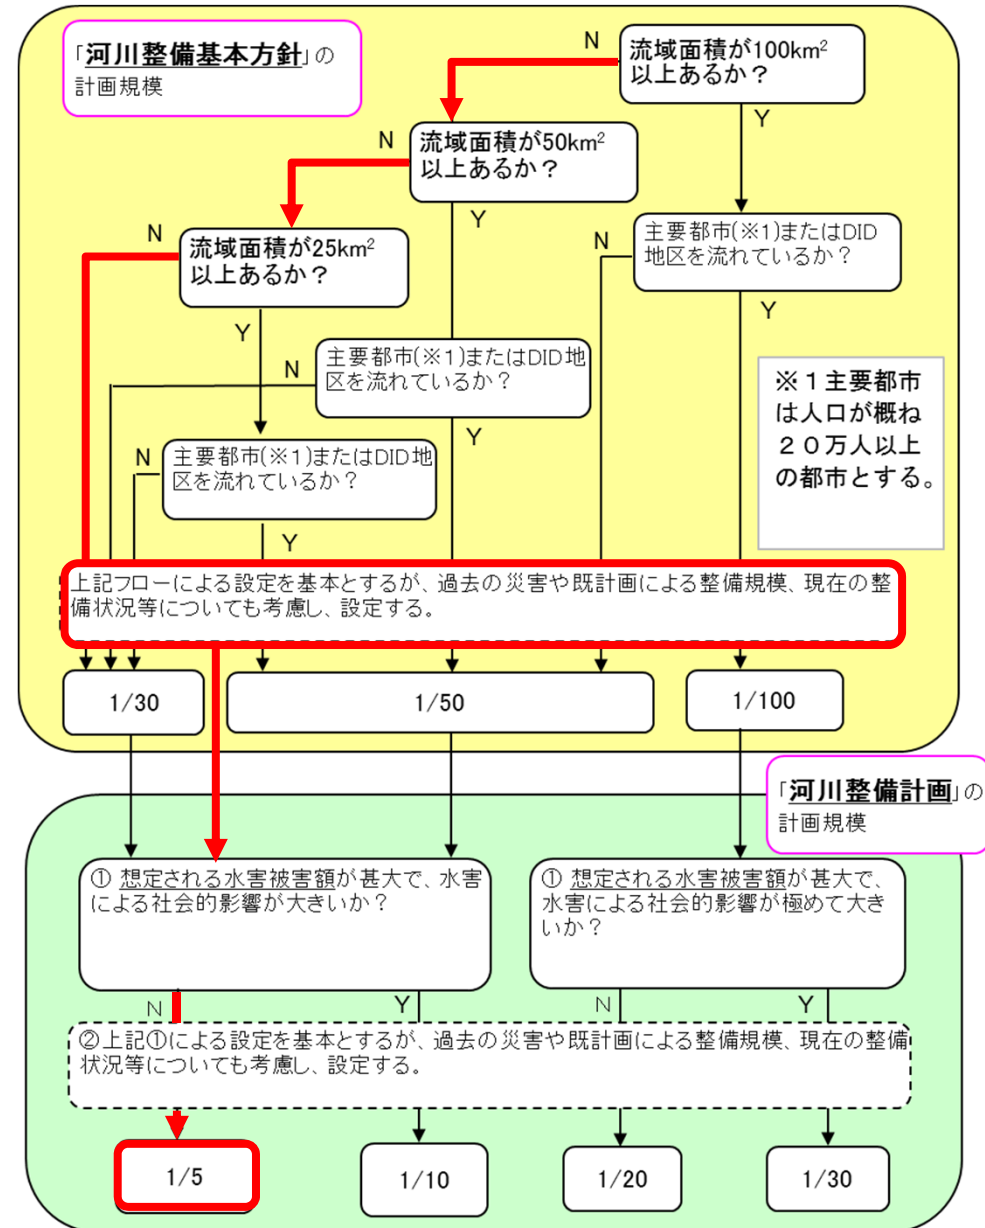 「河川整備基本方針」の
計画規模
N
流域面積が100km²
以上あるか？
Y
N
流域面積が50km²
以上あるか？
Y
N
流域面積が25km²
以上あるか？
Y
N
主要都市(※1)またはDID
地区を流れているか？
Y
N
主要都市(※1)またはDID地
区を流れているか？
Y
N
主要都市(※1)またはDID地
区を流れているか？
Y
※１主要都市
は人口が概ね
２０万人以上
の都市とする。
上記フローによる設定を基本とするが、過去の災害や既計画による整備規模、現在の整
備状況等についても考慮し、設定する。
1/30
1/50
1/100
「河川整備計画」の
計画規模
① 想定される水害被害額が甚大で、水害
による社会的影響が大きいか？
① 想定される水害被害額が甚大で、
水害による社会的影響が極めて大き
いか？
N
Y
N
Y
②上記①による設定を基本とするが、過去の災害や既計画による整備規模、現在の整備
状況等についても考慮し、設定する。
1/5
1/10
1/20
1/30